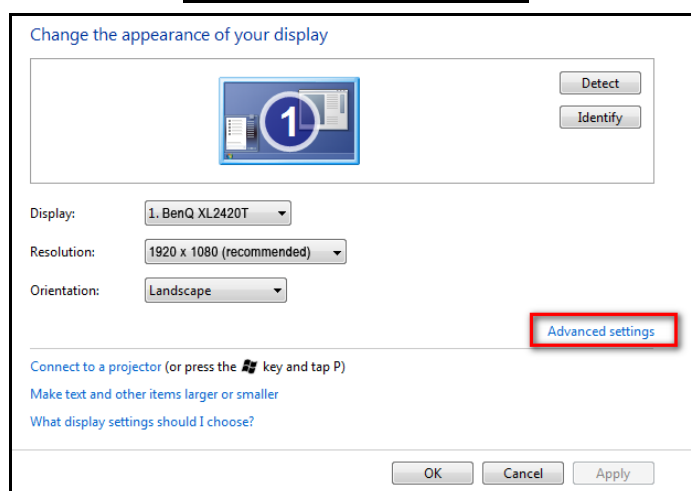 Change the appearance of your display
Detect
1
Identify
Display: 1. BenQ XL2420T
Resolution: 1920 x 1080 (recommended)
Orientation: Landscape
Advanced settings
Connect to a projector (or press the key and tap P)
Make text and other items larger or smaller
What display settings should I choose?
OK Cancel Apply